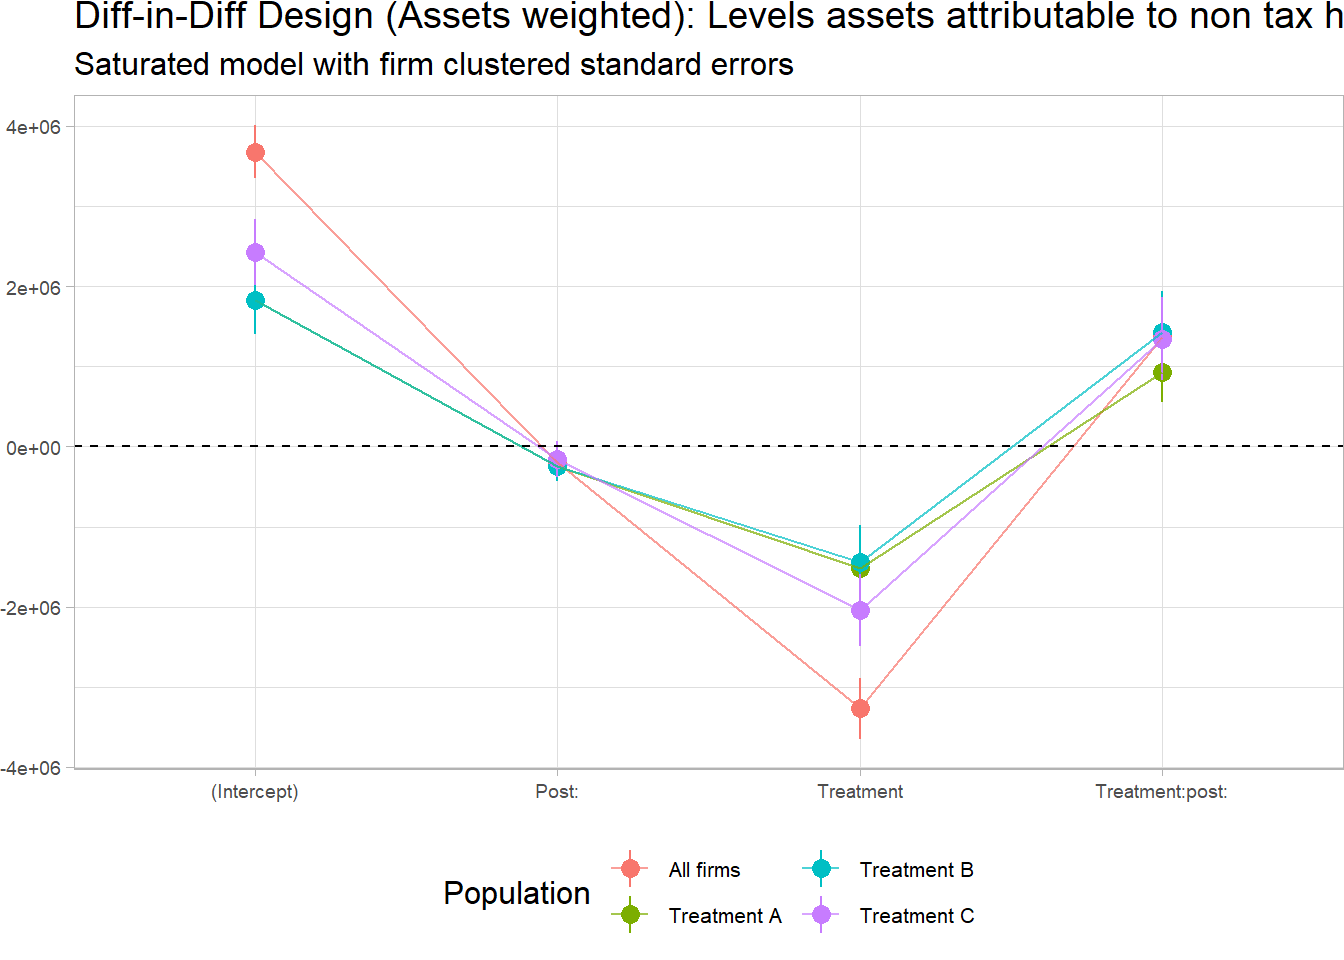 Diff-in-Diff Design (Assets weighted): Levels assets attributable to non tax h
Saturated model with firm clustered standard errors
4e+06
2e+06
0e+00
-2e+06
-4e+06
(Intercept) Post: Treatment Treatment:post:
Population
All firms Treatment B
Treatment A Treatment C